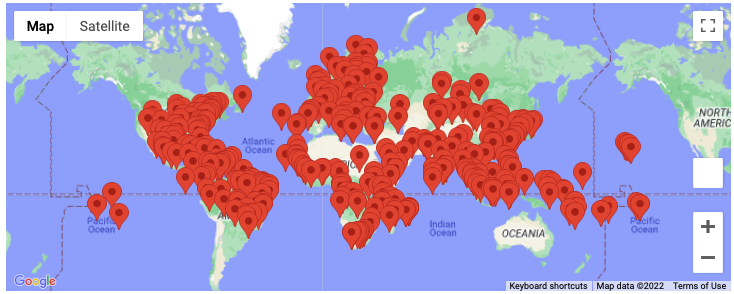 Map
Satellite
NORTH
AMERIC
Atlantic
Ocean
Pacific
Ocean
Indian
Ocean
OCEANIA
Pacific
Ocean
Google
Keyboard shortcuts
Map data ©2022
Terms of Use